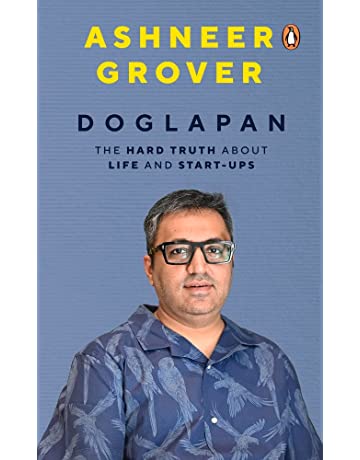 ASHNEER
GROVER
DOGLAPAN
THE HARD TRUTH ABOUT
LIFE AND START-UPS